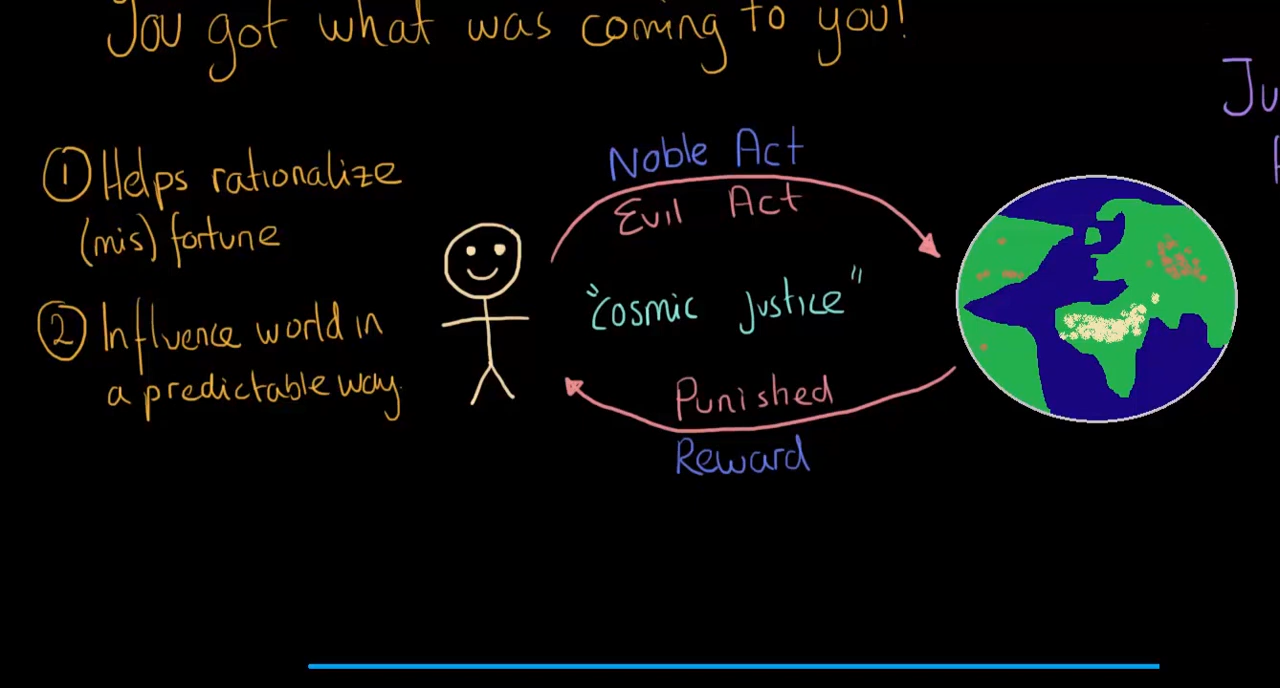 You got what was coming to you!
① Helps rationalize
(mis) fortune
② Influence world in
a predictable way.
Noble Act
Evil Act
"Cosmic Justice"
Punished
Reward
Ju